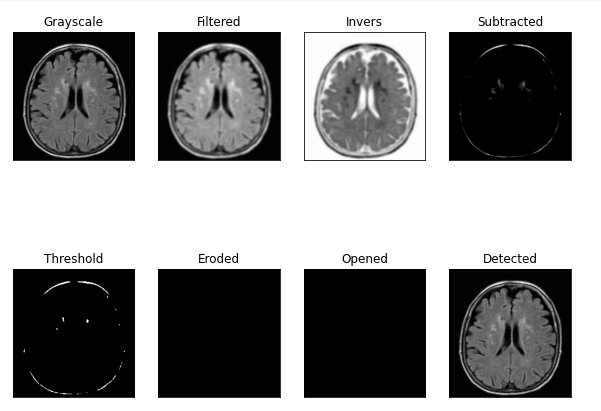 Grayscale
Filtered
Invers
Subtracted
Threshold
Eroded
Opened
Detected